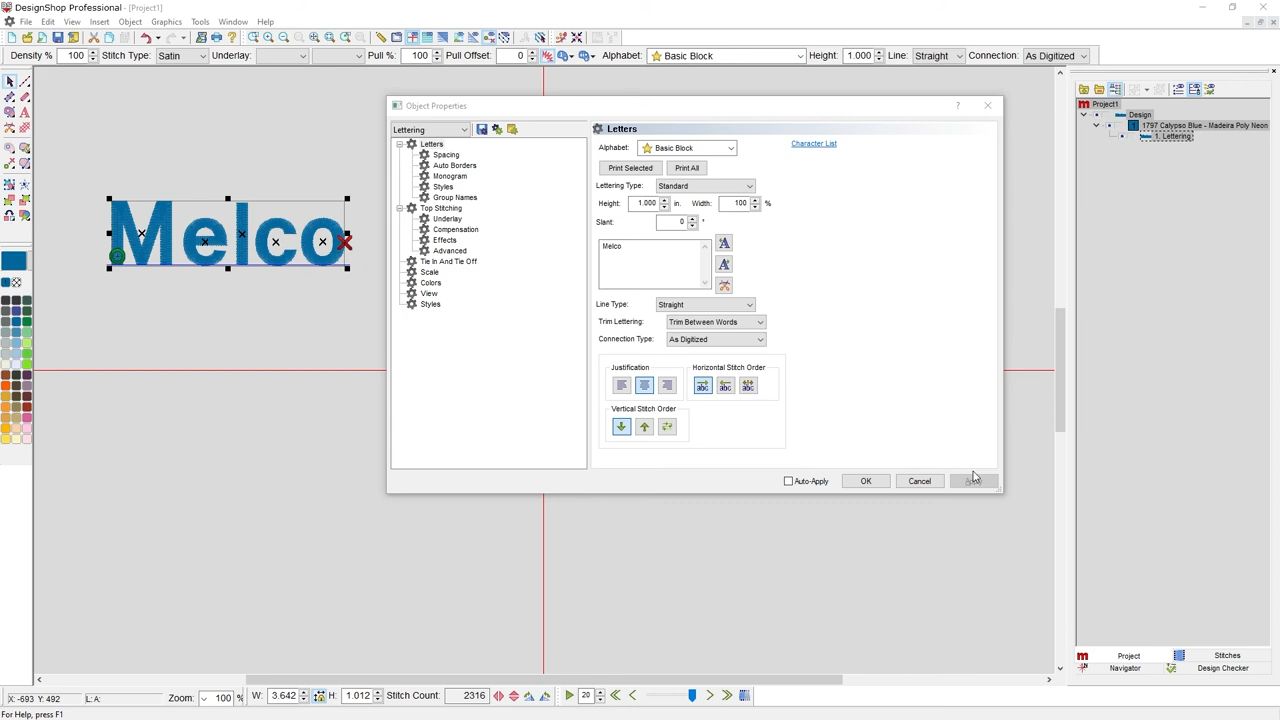 DesignShop Professional - [Project1]
File Edit View Insert Object Graphics Tools Window Help
Density % 100 Stitch Type: Satin Underlay: Pull % 100 Pull Offset: 0 Alphabet: Basic Block Height: 1.000 Line: Straight Connection: As Digitized
Object Properties ?
Lettering
Letters
Spacing
Auto Borders
Monogram
Styles
Group Names
Top Stitching
Underlay
Compensation
Effects
Advanced
Tie In And Tie Off
Scale
Colors
View
Styles
Letters
Alphabet: Basic Block Character List
Print Selected Print All
Lettering Type: Standard
Height: 1.000 in. Width: 100 %
Slant: 0 °
Melco
Line Type: Straight
Trim Lettering: Trim Between Words
Connection Type: As Digitized
Justification Horizontal Stitch Order
abc abc abc
Vertical Stitch Order
Auto-Apply OK Cancel Apply
Melco
Project1
Design
1797 Calypso Blue - Madeira Poly Neon
1. Lettering
Project Stitches
Navigator Design Checker
X: -693 Y: 492 L: A: Zoom: 100 % W: 3.642 H: 1.012 Stitch Count: 2316 20
For Help, press F1